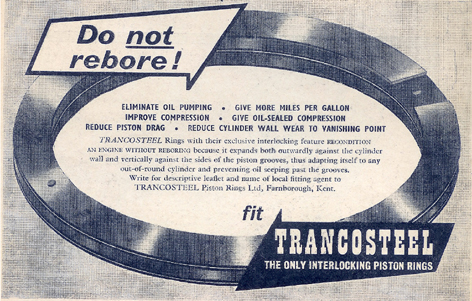 Do not
rebore!
ELIMINATE OIL PUMPING • GIVE MORE MILES PER GALLON
IMPROVE COMPRESSION • GIVE OIL-SEALED COMPRESSION
REDUCE PISTON DRAG • REDUCE CYLINDER WALL WEAR TO VANISHING POINT
TRANCOSTEEL Rings with their exclusive interlocking feature RECONDITION
AN ENGINE WITHOUT REBORING because it expands both outwardly against the cylinder
wall and vertically against the sides of the piston grooves, thus adapting itself to any
out-of-round cylinder and preventing oil seeping past the grooves.
Write for descriptive leaflet and name of local fitting agent to
TRANCOSTEEL Piston Rings Ltd, Farnborough, Kent.
fit
TRANCOSTEEL
THE ONLY INTERLOCKING PISTON RINGS